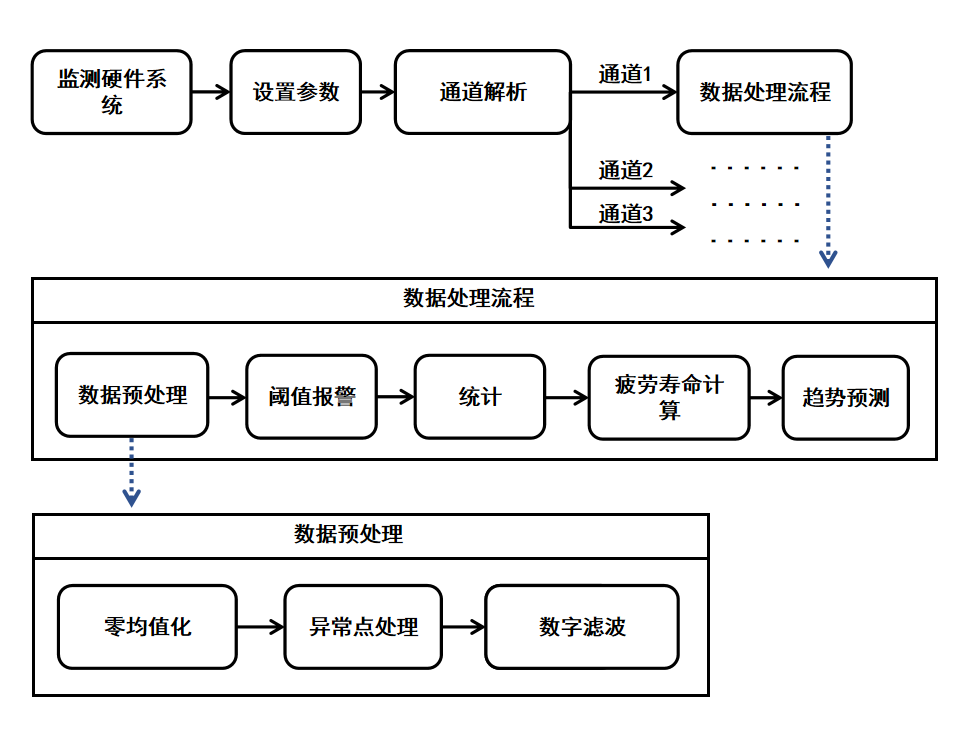 监测硬件系
统
设置参数
通道解析
通道1
数据处理流程
通道2
······
通道3
······
······
数据处理流程
数据预处理
阈值报警
统计
疲劳寿命计
算
趋势预测
数据预处理
零均值化
异常点处理
数字滤波